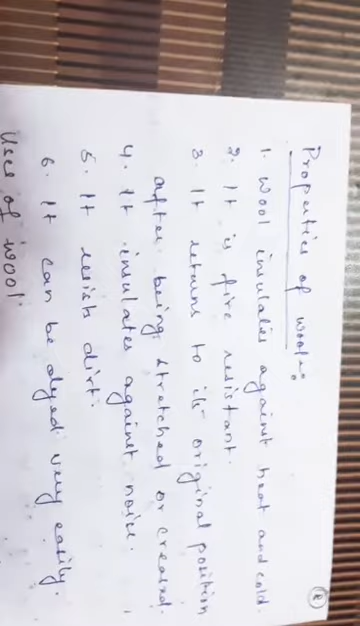 Properties of wool:-
1. Wool insulates against heat and cold.
2. It is fire resistant.
3. It returns to its original position
after being stretched or creased.
4. It insulates against noise.
5. It resists dirt.
6. It can be dyed very easily.
Uses of wool: